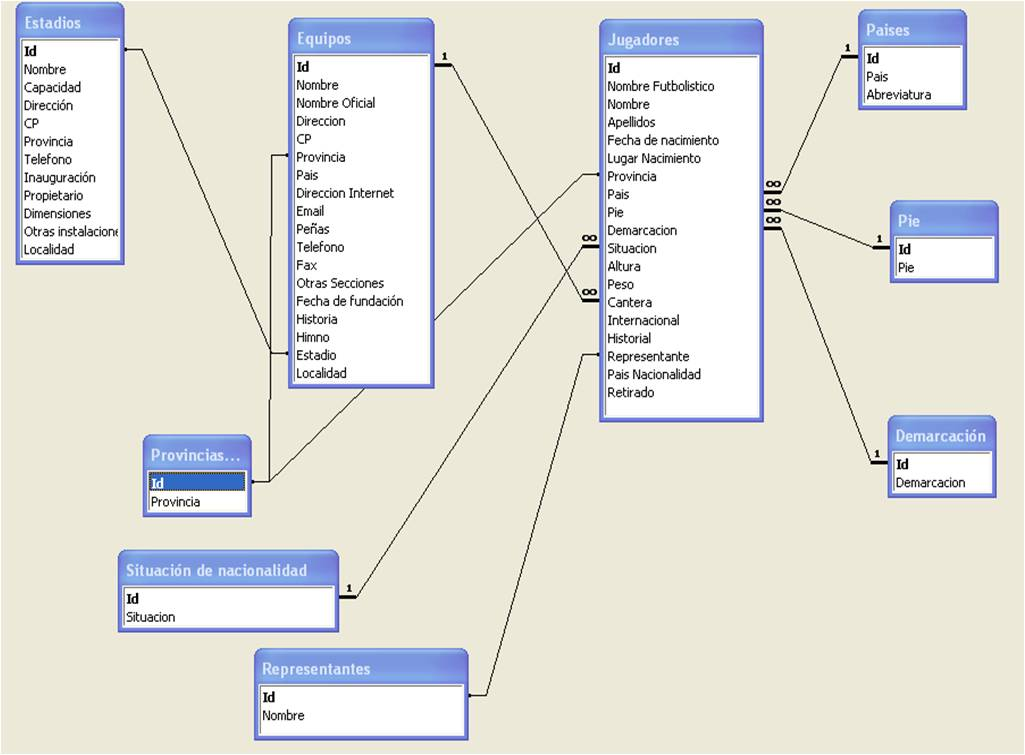 Estadios
Id
Nombre
Capacidad
Dirección
CP
Provincia
Telefono
Inauguración
Propietario
Dimensiones
Otras instalacione
Localidad
Equipos
Id
Nombre
Nombre Oficial
Direccion
CP
Provincia
Pais
Direccion Internet
Email
Peñas
Telefono
Fax
Otras Secciones
Fecha de fundación
Historia
Himno
Estadio
Localidad
Jugadores
Id
Nombre Futbolistico
Nombre
Apellidos
Fecha de nacimiento
Lugar Nacimiento
Provincia
Pais
Pie
Demarcacion
Situacion
Altura
Peso
Cantera
Internacional
Historial
Representante
Pais Nacionalidad
Retirado
Paises
Id
Pais
Abreviatura
Pie
Id
Pie
Demarcación
Id
Demarcacion
Provincias...
Id
Provincia
Situación de nacionalidad
Id
Situacion
Representantes
Id
Nombre
1
∞
1
∞
∞
∞
1
∞
1
1